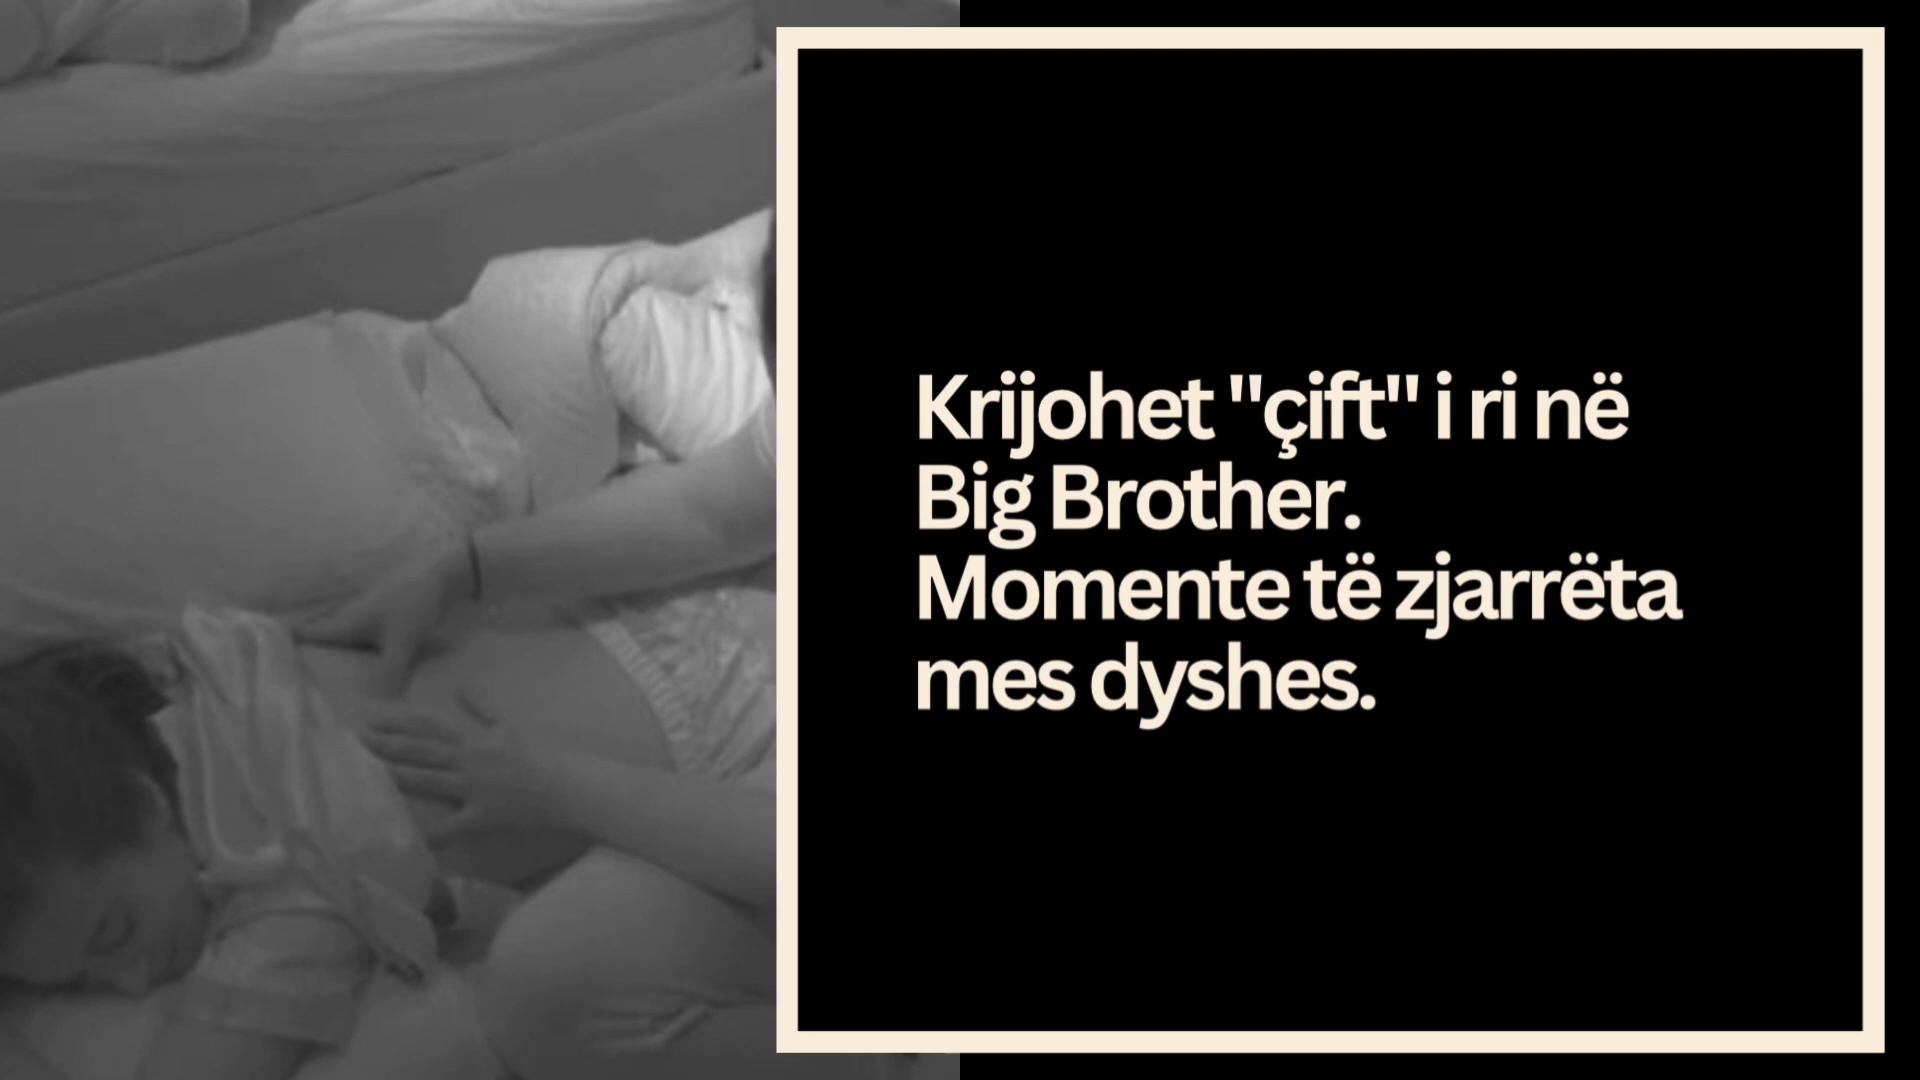 Krijohet "çift" i ri në
Big Brother.
Momente të zjarrëta
mes dyshes.